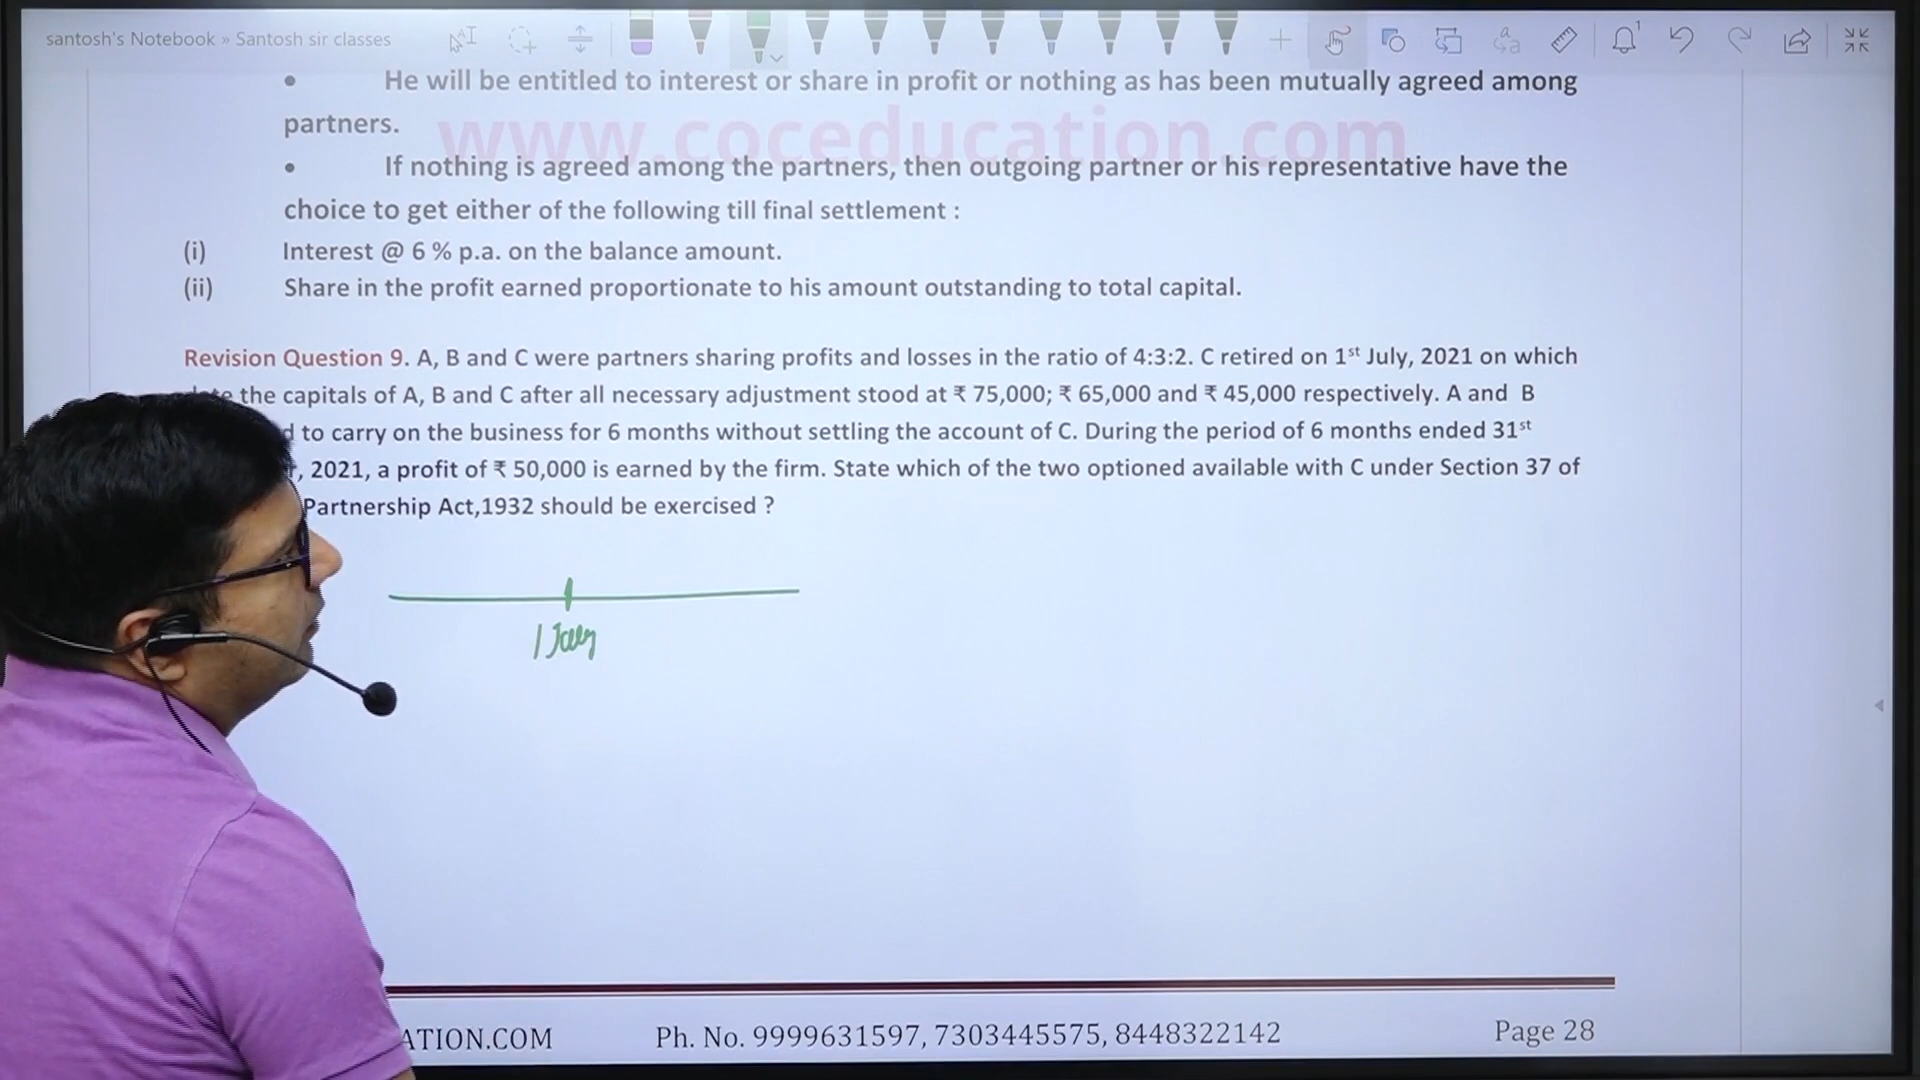 santosh's Notebook » Santosh sir classes
• He will be entitled to interest or share in profit or nothing as has been mutually agreed among
partners.
www.coceducation.com
• If nothing is agreed among the partners, then outgoing partner or his representative have the
choice to get either of the following till final settlement :
(i) Interest @ 6 % p.a. on the balance amount.
(ii) Share in the profit earned proportionate to his amount outstanding to total capital.
Revision Question 9. A, B and C were partners sharing profits and losses in the ratio of 4:3:2. C retired on 1st July, 2021 on which
the capitals of A, B and C after all necessary adjustment stood at ₹ 75,000; ₹ 65,000 and ₹ 45,000 respectively. A and B
to carry on the business for 6 months without settling the account of C. During the period of 6 months ended 31st
, 2021, a profit of ₹ 50,000 is earned by the firm. State which of the two optioned available with C under Section 37 of
Partnership Act,1932 should be exercised ?
1 July
ATION.COM Ph. No. 9999631597, 7303445575, 8448322142 Page 28